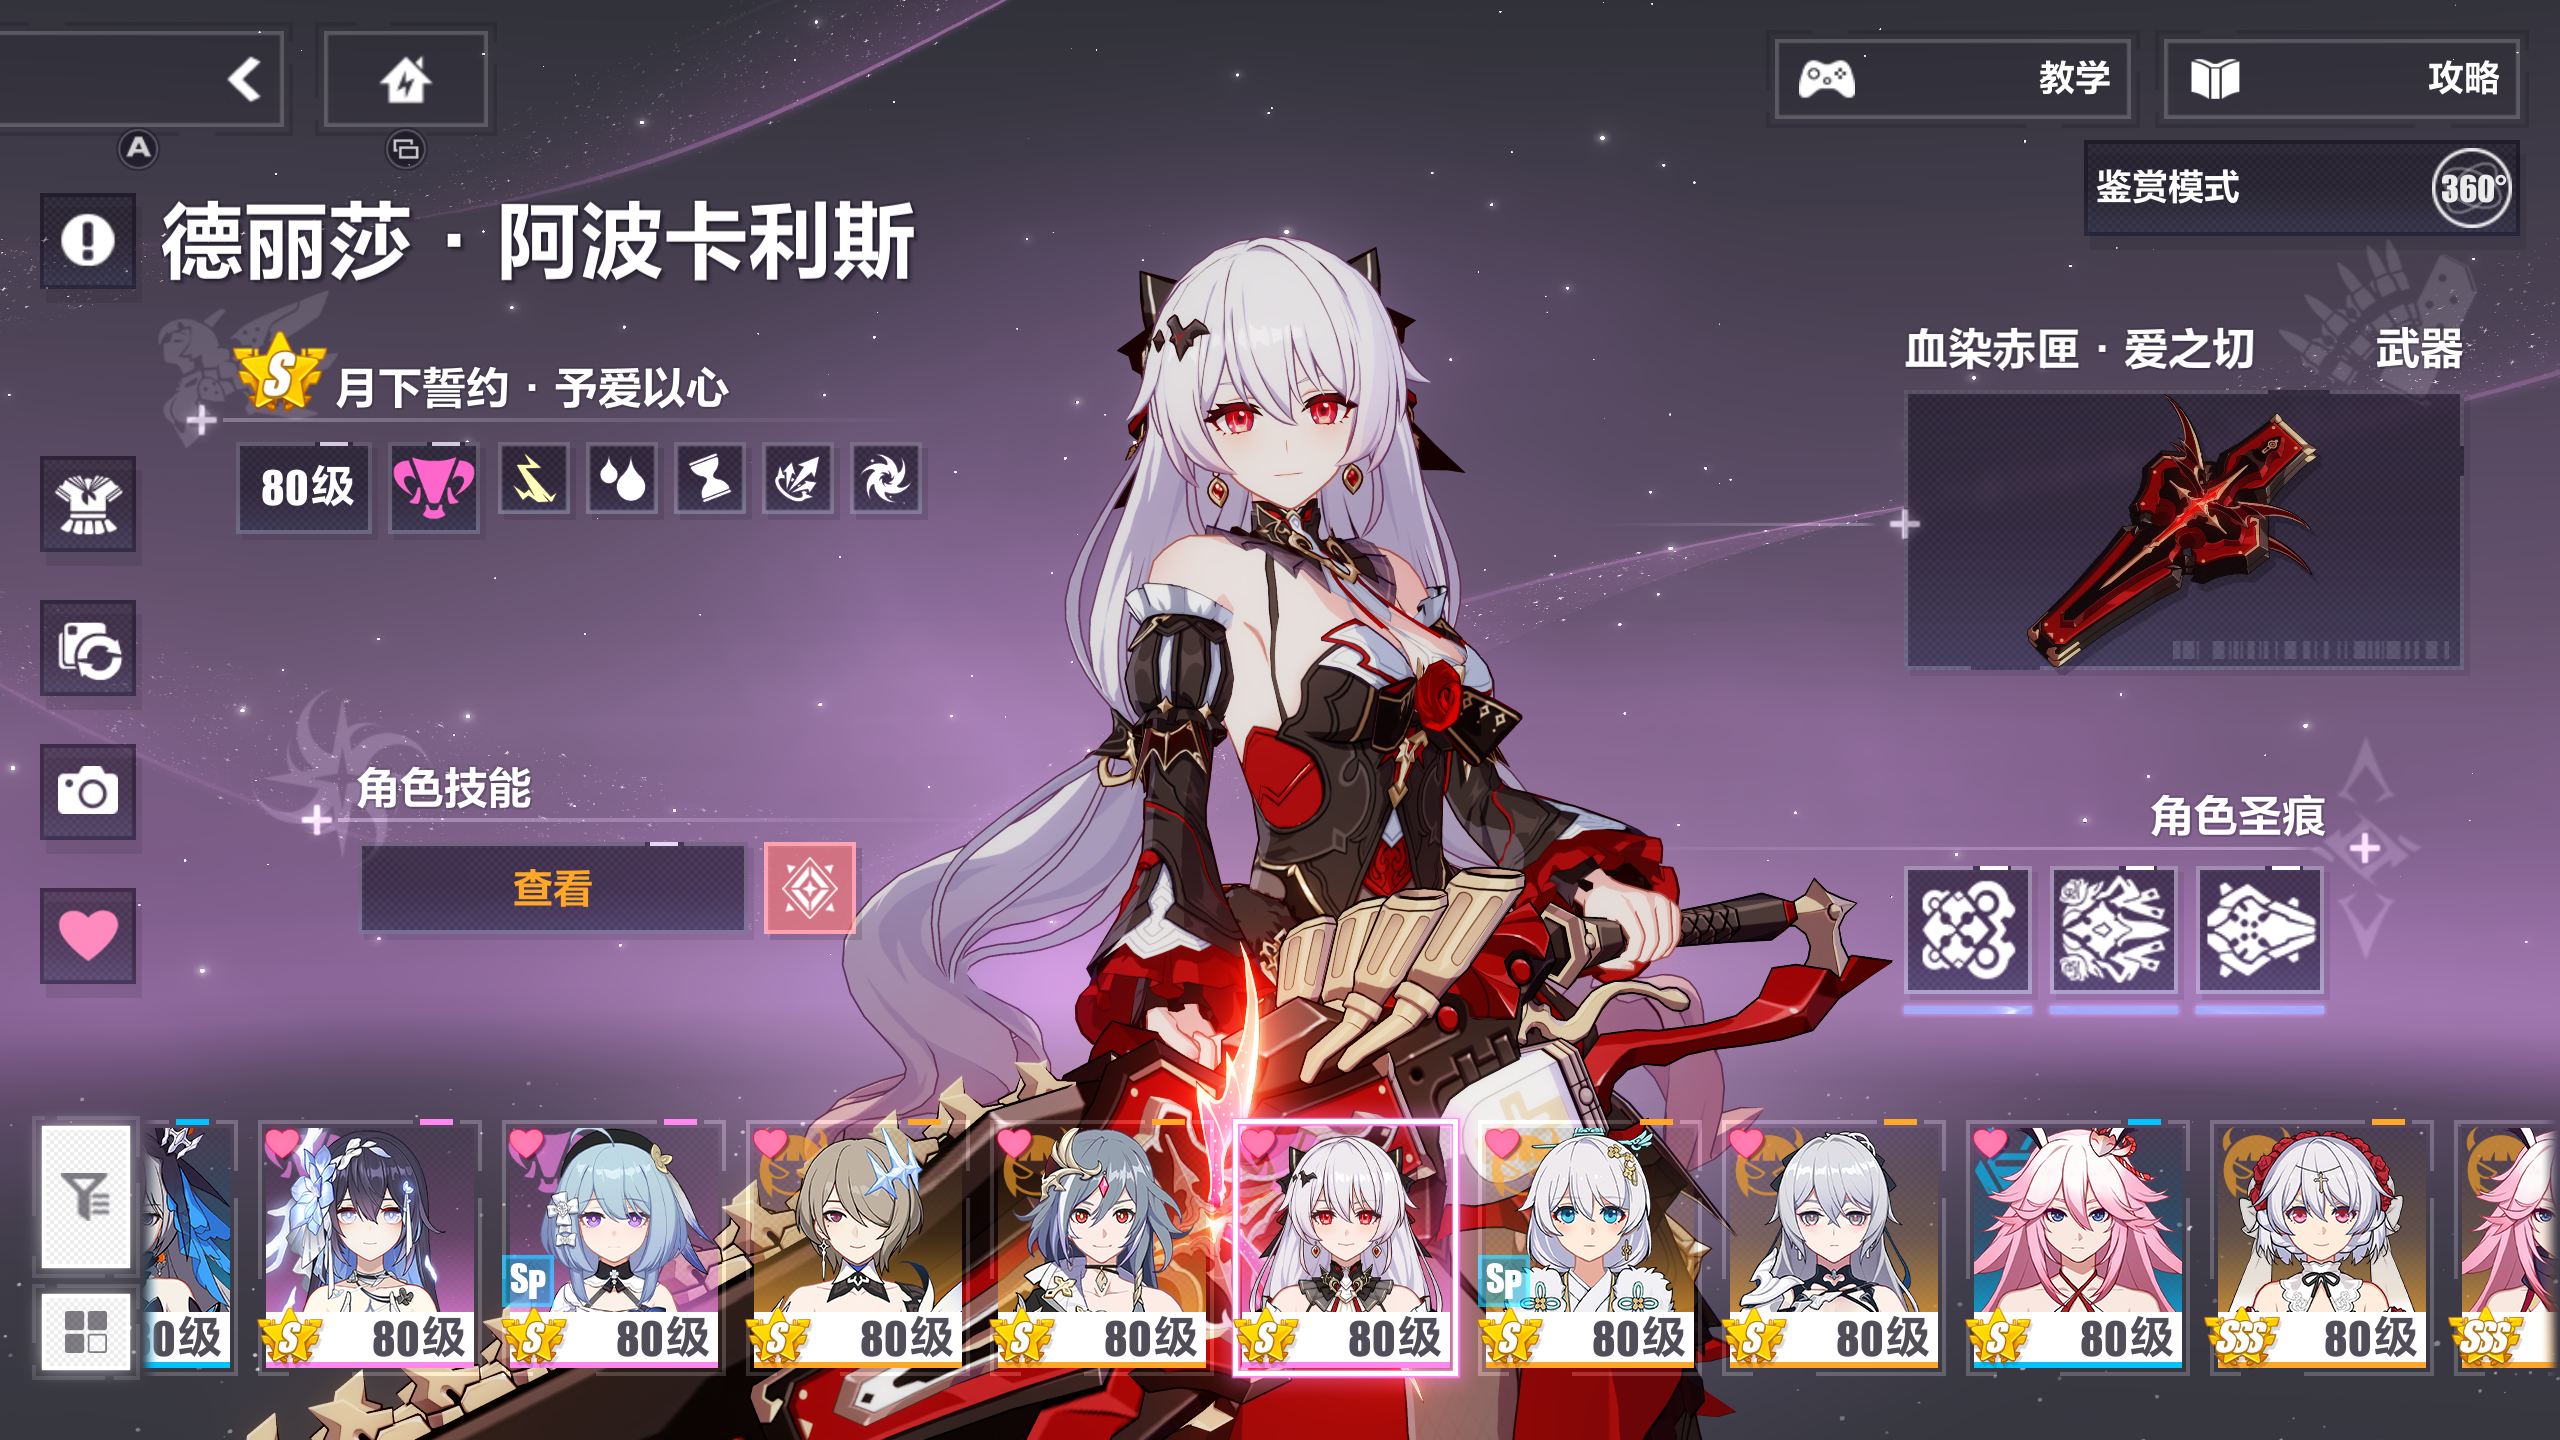 教学
攻略
A
鉴赏模式 360°
德丽莎·阿波卡利斯
S 月下誓约·予爱以心
80级
血染赤匣·爱之切 武器
角色技能
查看
角色圣痕
0级
S 80级
Sp S 80级
S 80级
S 80级
S 80级
Sp S 80级
S 80级
S 80级
SSS 80级
SSS